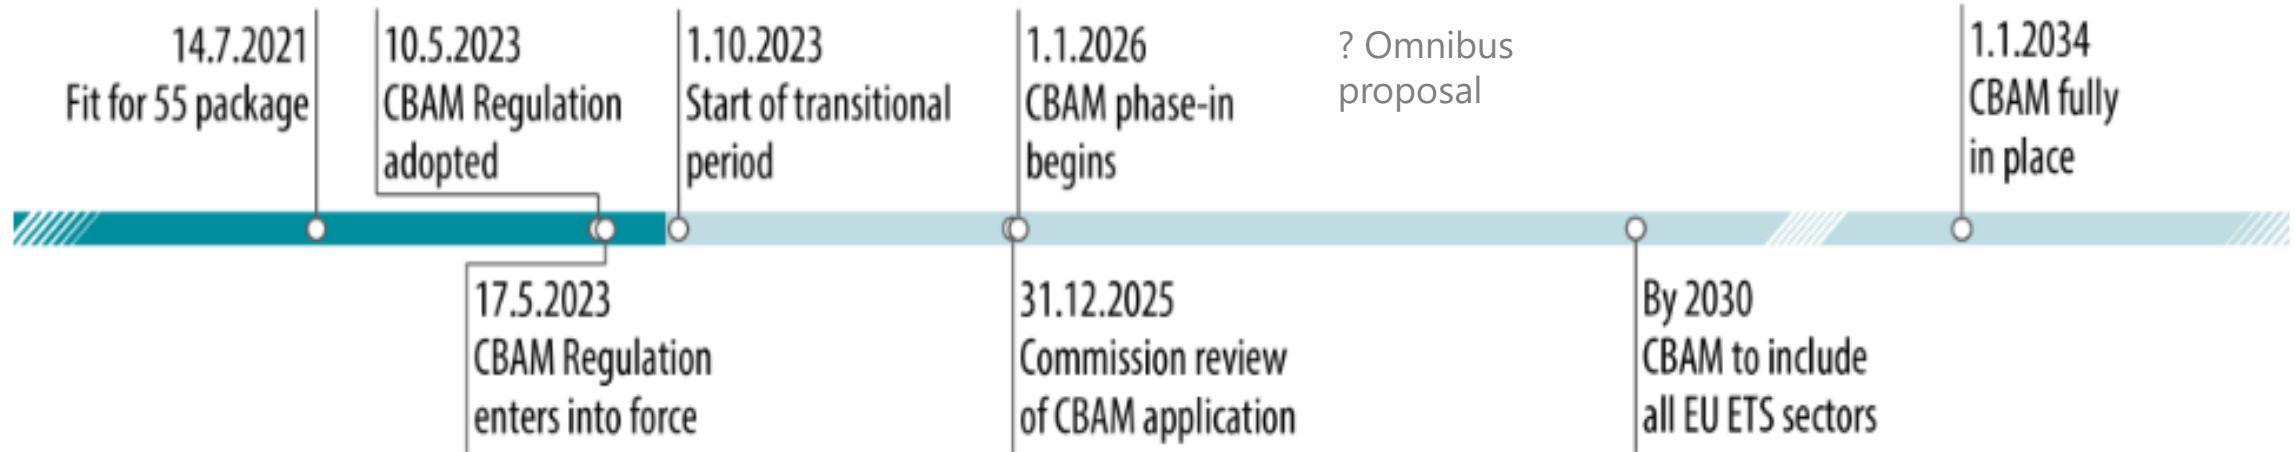 14.7.2021
Fit for 55 package
10.5.2023
CBAM Regulation
adopted
1.10.2023
Start of transitional
period
1.1.2026
CBAM phase-in
begins
? Omnibus
proposal
1.1.2034
CBAM fully
in place
17.5.2023
CBAM Regulation
enters into force
31.12.2025
Commission review
of CBAM application
By 2030
CBAM to include
all EU ETS sectors